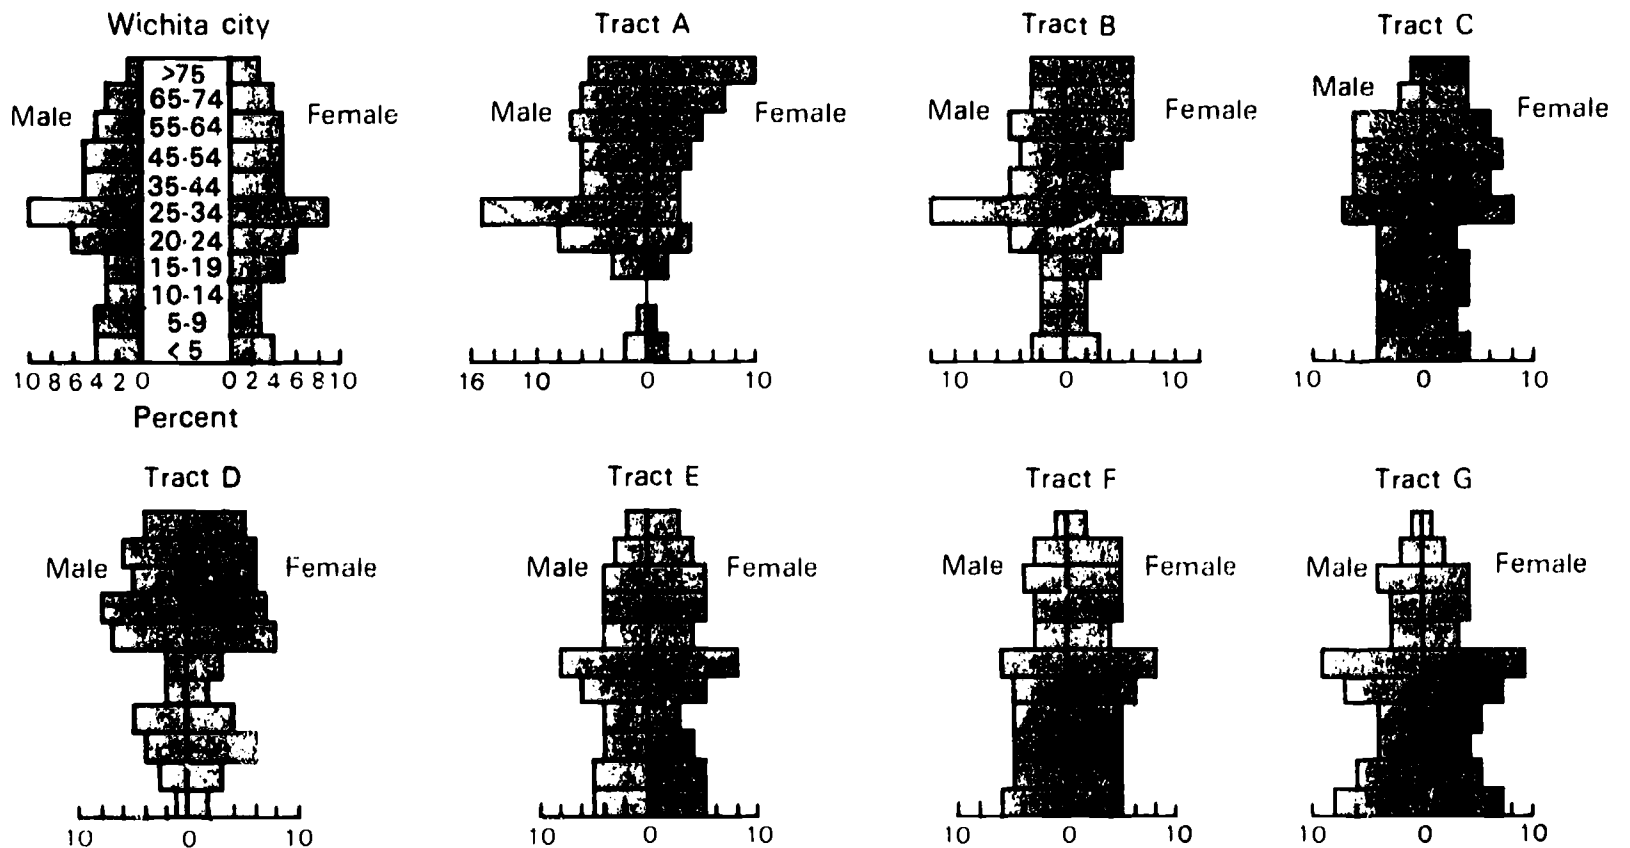 Wichita city
>75
65-74
55-64
45-54
35-44
25-34
20-24
15-19
10-14
5-9
<5
Male
Female
10 8 6 4 2 0
0 2 4 6 8 10
Percent
Tract A
Male
Female
16 10 0 10
Tract B
Male
Female
10 0 10
Tract C
Male
Female
10 0 10
Tract D
Male
Female
10 0 10
Tract E
Male
Female
10 0 10
Tract F
Male
Female
10 0 10
Tract G
Male
Female
10 0 10